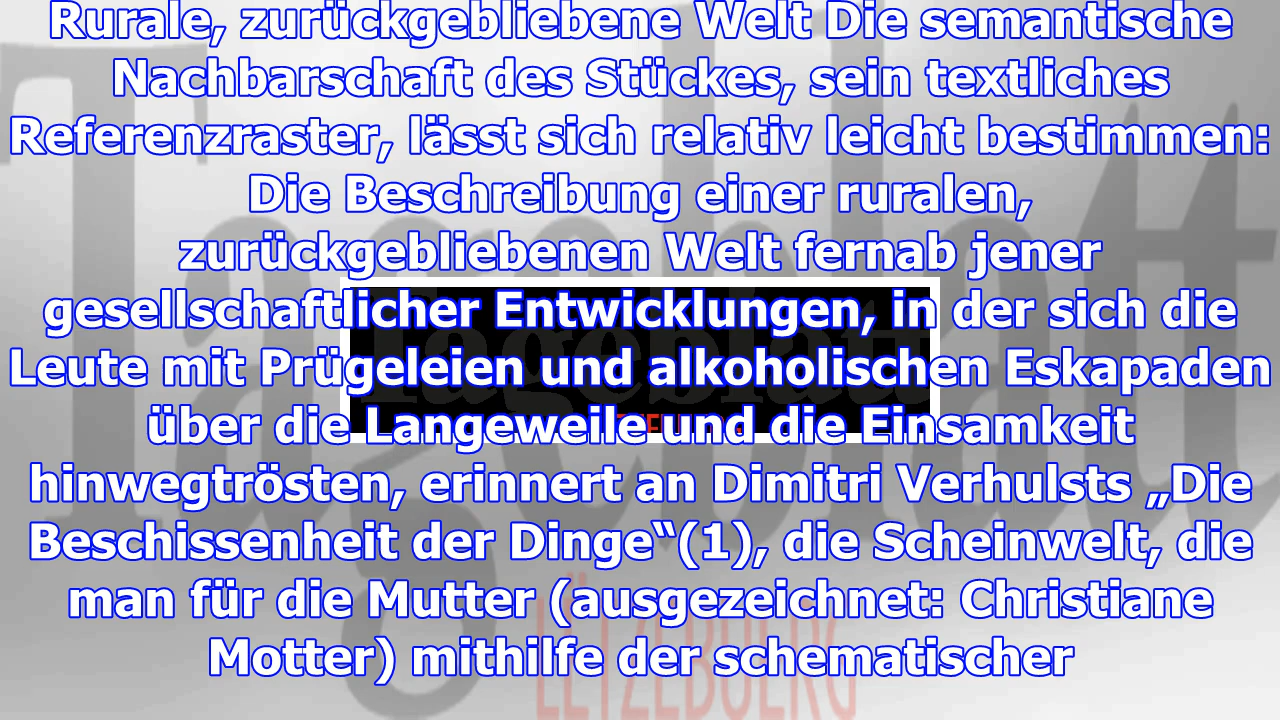 Rurale, zurückgebliebene Welt Die semantische
Nachbarschaft des Stückes, sein textliches
Referenzraster, lässt sich relativ leicht bestimmen:
Die Beschreibung einer ruralen,
zurückgebliebenen Welt fernab jener
gesellschaftlicher Entwicklungen, in der sich die
Leute mit Prügeleien und alkoholischen Eskapaden
über die Langeweile und die Einsamkeit
hinwegtrösten, erinnert an Dimitri Verhulsts „Die
Beschissenheit der Dinge“(1), die Scheinwelt, die
man für die Mutter (ausgezeichnet: Christiane
Motter) mithilfe der schematischer
Tageblatt
LËTZEBUERG
Tageblatt